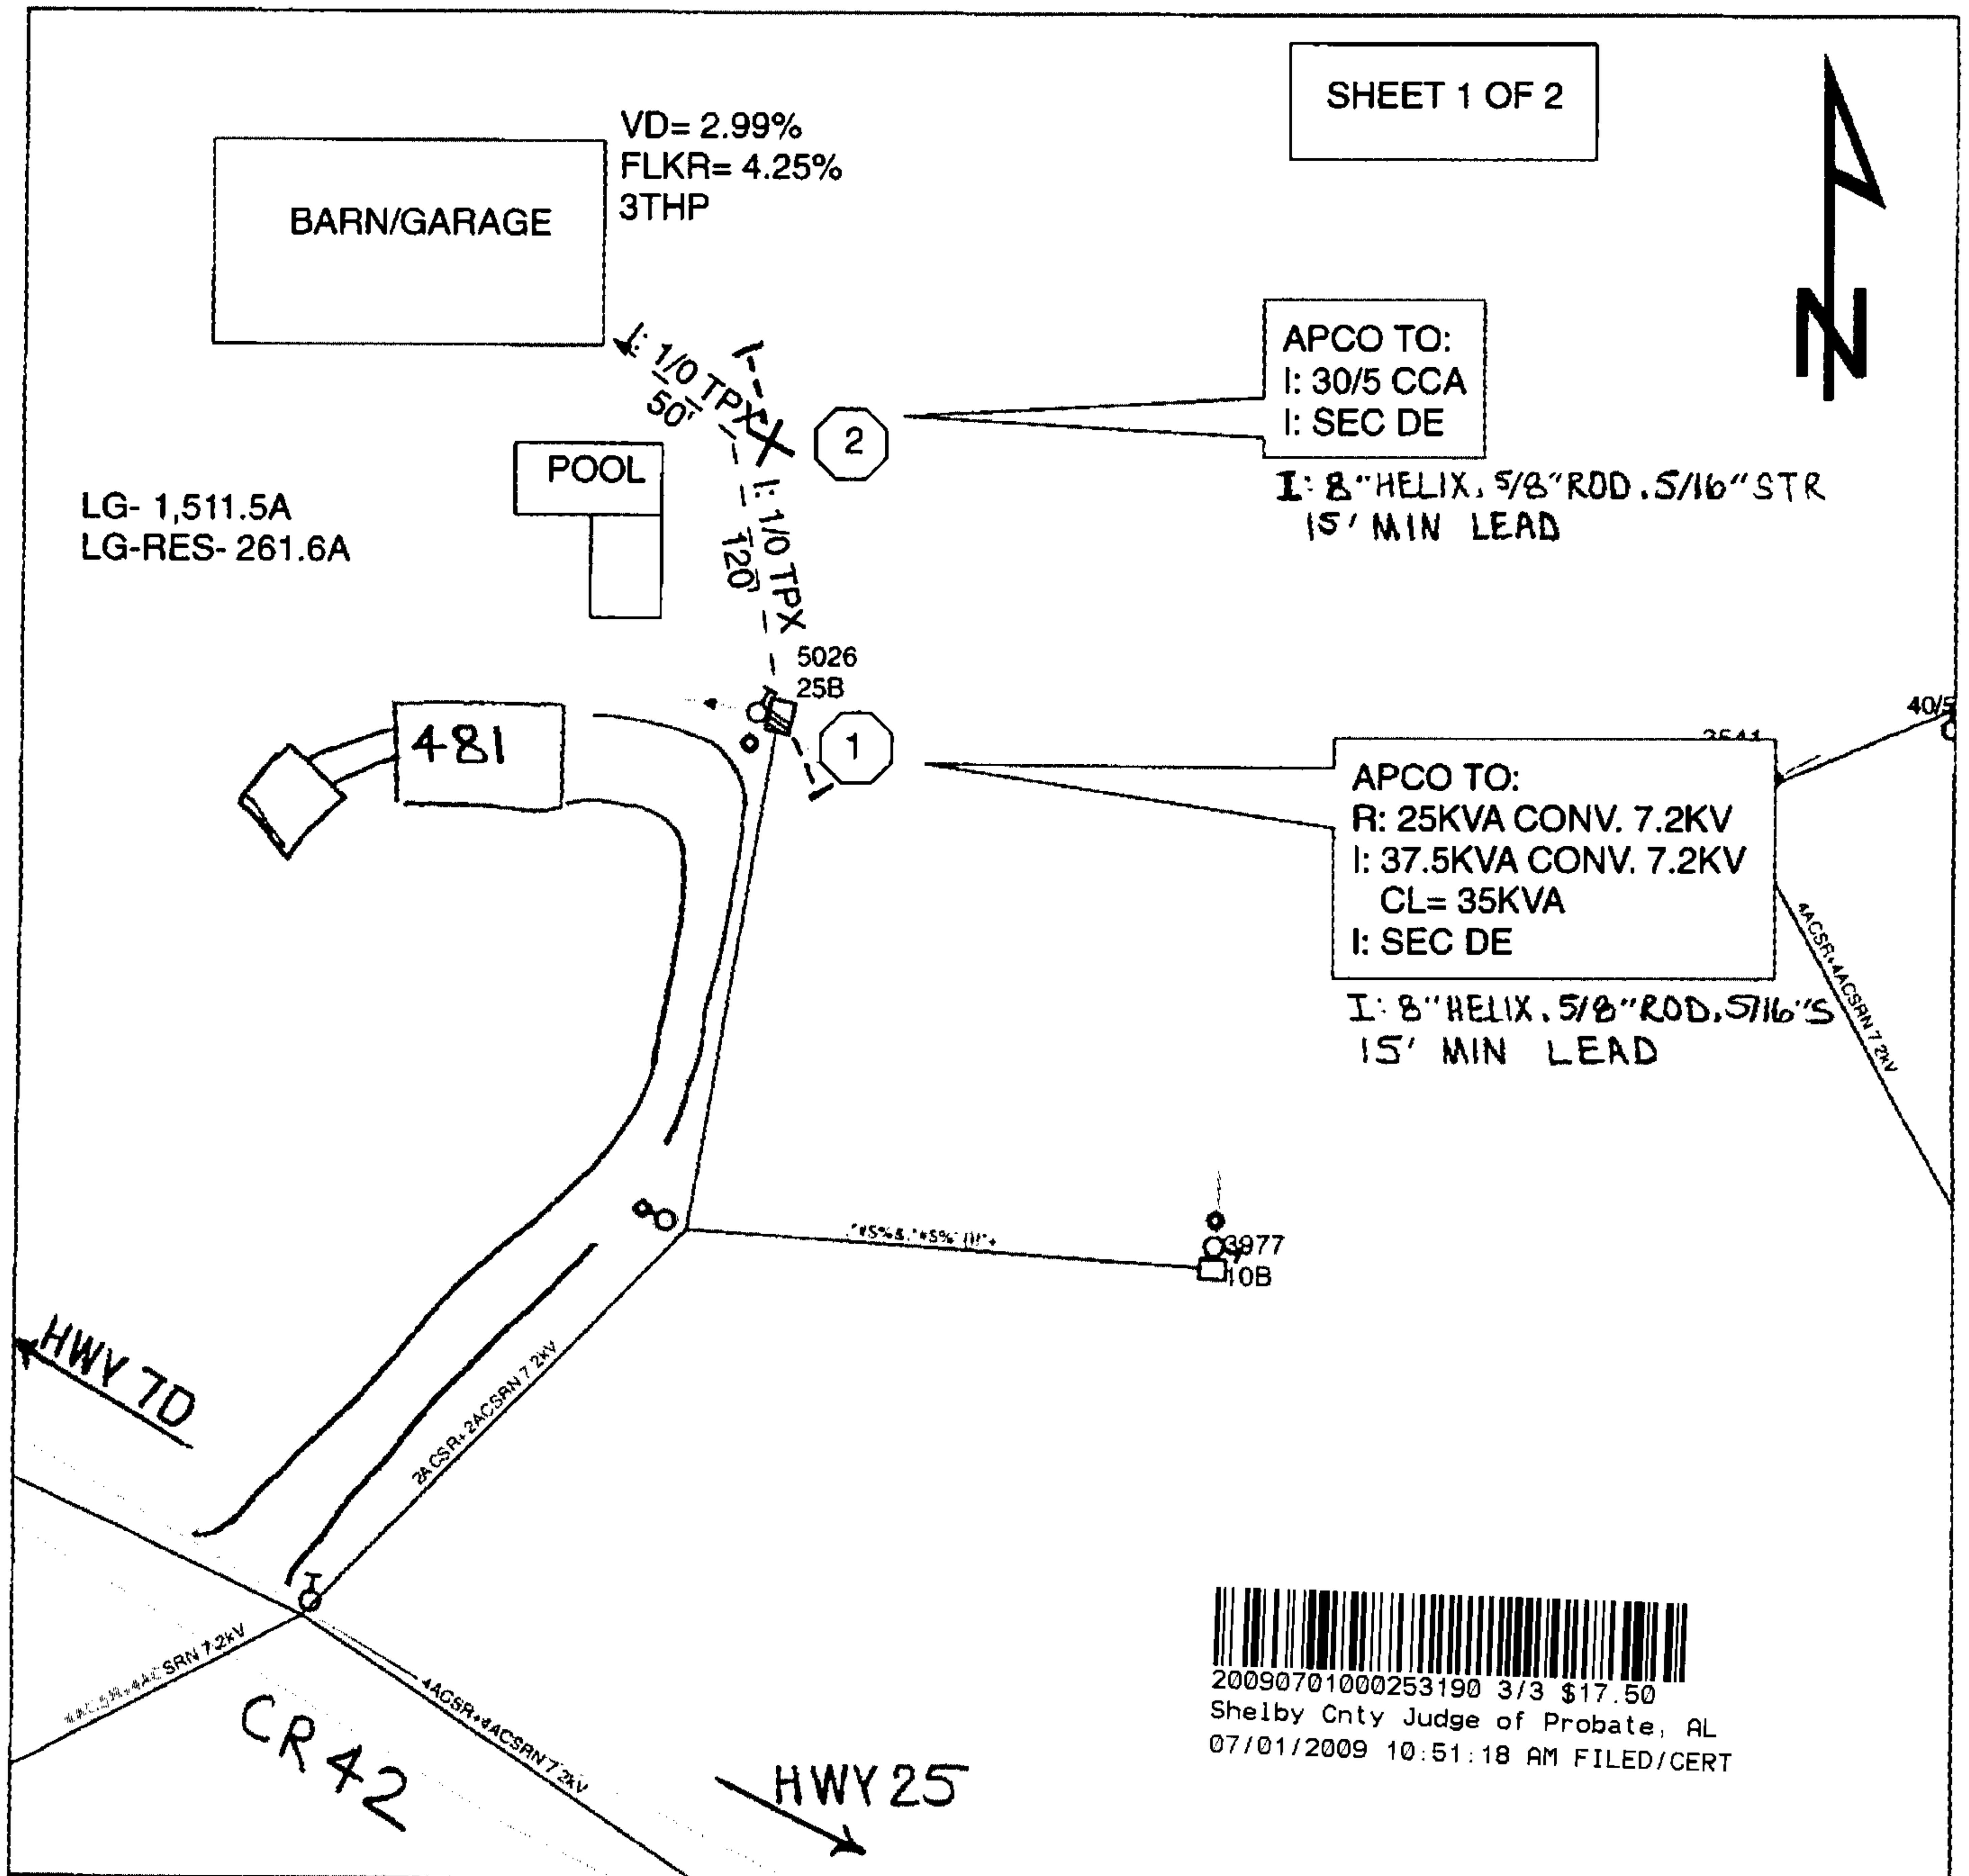 SHEET 1 OF 2
VD= 2.99%
FLKR= 4.25%
3THP
BARN/GARAGE
N
APCO TO:
I: 30/5 CCA
I: SEC DE
I: 8" HELIX, 5/8" ROD, 5/16" STR
15' MIN LEAD
I: 1/0 TPX
50'
2
POOL
LG- 1,511.5A
LG-RES- 261.6A
I: 1/0 TPX
120'
5026
25B
1
481
40/5
APCO TO:
R: 25KVA CONV. 7.2KV
I: 37.5KVA CONV. 7.2KV
CL= 35KVA
I: SEC DE
I: 8" HELIX, 5/8" ROD, 5/16" S
15' MIN LEAD
4ACSR+4ACSRN 7.2kV
3977
10B
HWY 70
2ACSR+2ACSRN 7.2kV
4ACSR+4ACSRN 7.2kV
4ACSR+4ACSRN 7.2kV
CR 42
HWY 25
20090701000253190 3/3 $17.50
Shelby Cnty Judge of Probate, AL
07/01/2009 10:51:18 AM FILED/CERT